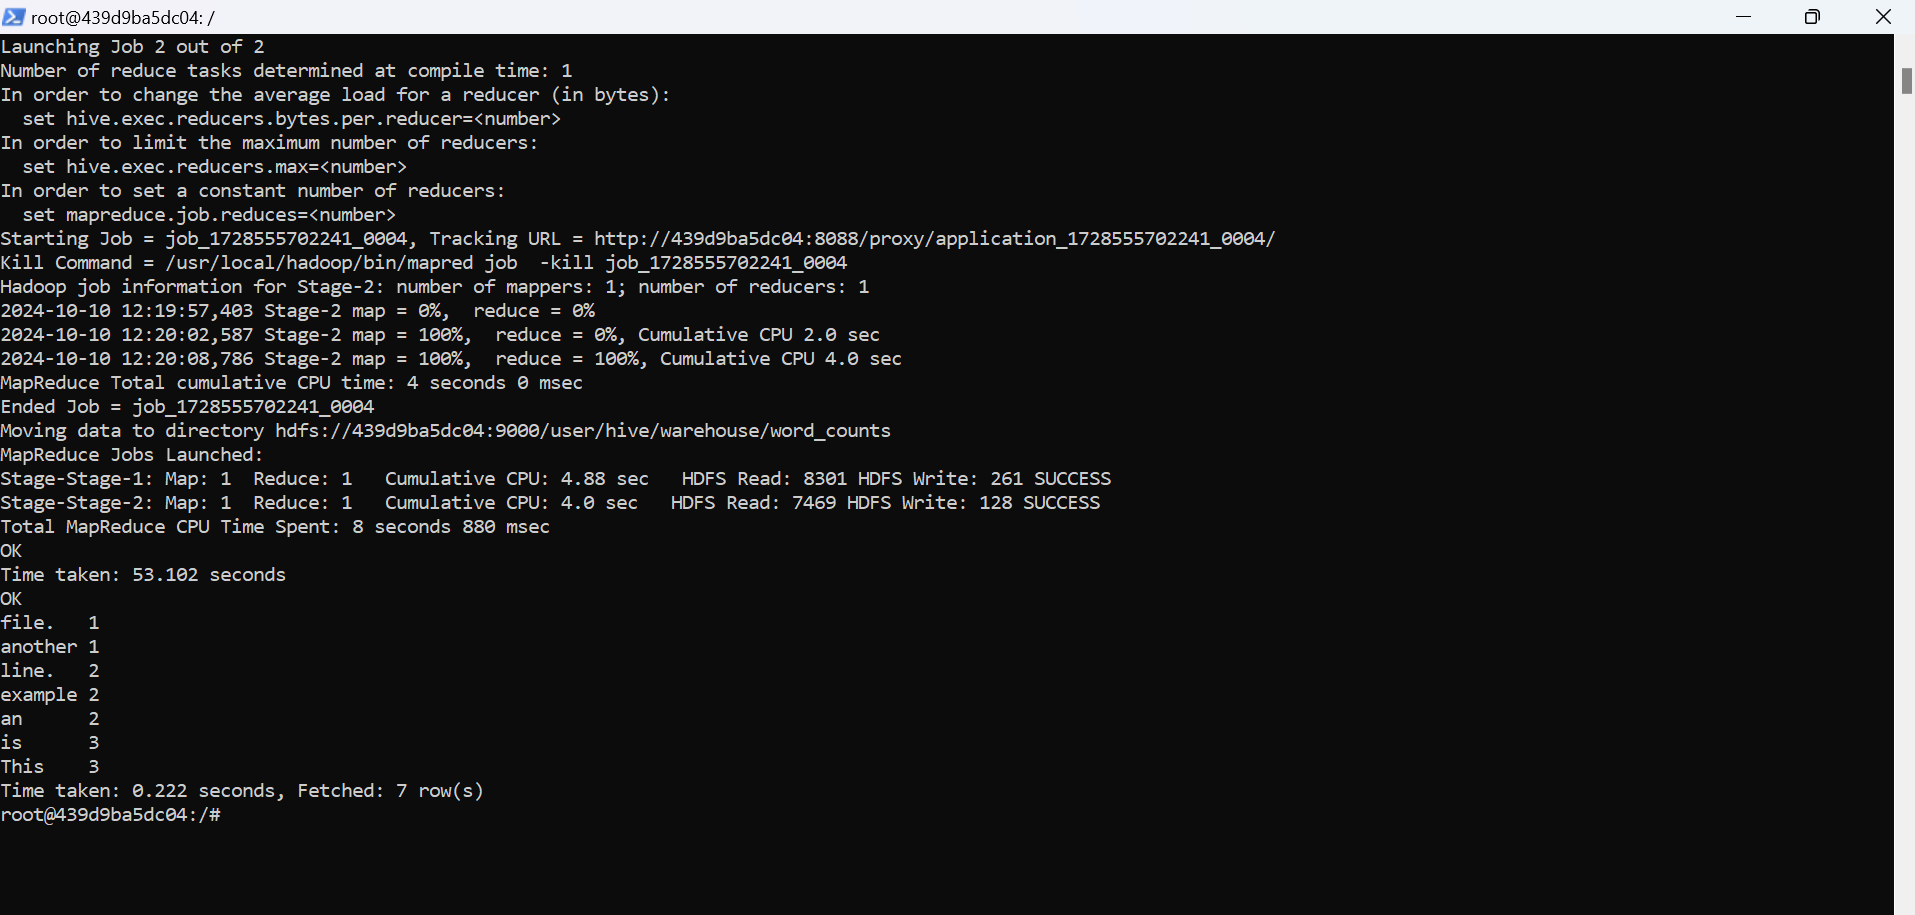 root@439d9ba5dc04: /
Launching Job 2 out of 2
Number of reduce tasks determined at compile time: 1
In order to change the average load for a reducer (in bytes):
  set hive.exec.reducers.bytes.per.reducer=<number>
In order to limit the maximum number of reducers:
  set hive.exec.reducers.max=<number>
In order to set a constant number of reducers:
  set mapreduce.job.reduces=<number>
Starting Job = job_1728555702241_0004, Tracking URL = http://439d9ba5dc04:8088/proxy/application_1728555702241_0004/
Kill Command = /usr/local/hadoop/bin/mapred job  -kill job_1728555702241_0004
Hadoop job information for Stage-2: number of mappers: 1; number of reducers: 1
2024-10-10 12:19:57,403 Stage-2 map = 0%,  reduce = 0%
2024-10-10 12:20:02,587 Stage-2 map = 100%,  reduce = 0%, Cumulative CPU 2.0 sec
2024-10-10 12:20:08,786 Stage-2 map = 100%,  reduce = 100%, Cumulative CPU 4.0 sec
MapReduce Total cumulative CPU time: 4 seconds 0 msec
Ended Job = job_1728555702241_0004
Moving data to directory hdfs://439d9ba5dc04:9000/user/hive/warehouse/word_counts
MapReduce Jobs Launched:
Stage-Stage-1: Map: 1  Reduce: 1   Cumulative CPU: 4.88 sec   HDFS Read: 8301 HDFS Write: 261 SUCCESS
Stage-Stage-2: Map: 1  Reduce: 1   Cumulative CPU: 4.0 sec   HDFS Read: 7469 HDFS Write: 128 SUCCESS
Total MapReduce CPU Time Spent: 8 seconds 880 msec
OK
Time taken: 53.102 seconds
OK
file.   1
another 1
line.   2
example 2
an      2
is      3
This    3
Time taken: 0.222 seconds, Fetched: 7 row(s)
root@439d9ba5dc04:/#